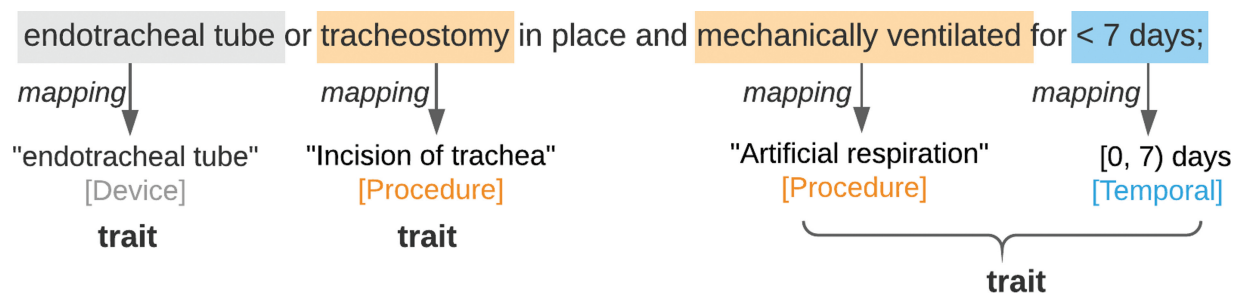 endotracheal tube or tracheostomy in place and mechanically ventilated for < 7 days;
mapping mapping mapping mapping
"endotracheal tube" "Incision of trachea" "Artificial respiration" [0, 7) days
[Device] [Procedure] [Procedure] [Temporal]
trait trait
trait